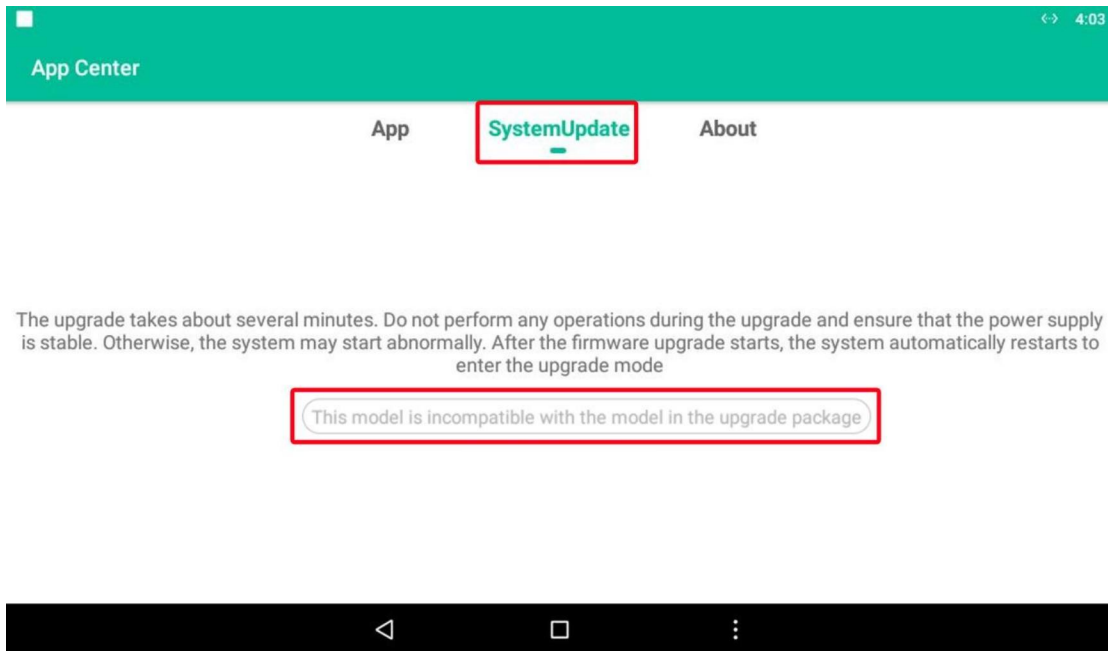 4:03
App Center
App SystemUpdate About
The upgrade takes about several minutes. Do not perform any operations during the upgrade and ensure that the power supply
is stable. Otherwise, the system may start abnormally. After the firmware upgrade starts, the system automatically restarts to
enter the upgrade mode
This model is incompatible with the model in the upgrade package